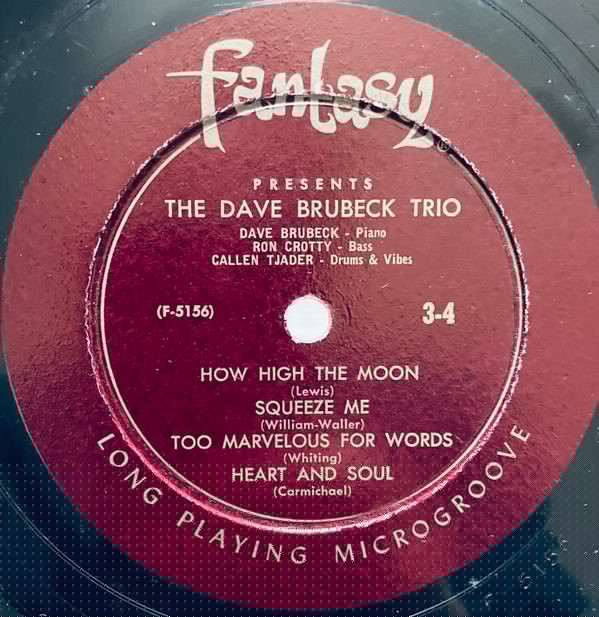 fantasy
®
PRESENTS
THE DAVE BRUBECK TRIO
DAVE BRUBECK - Piano
RON CROTTY - Bass
CALLEN TJADER - Drums & Vibes
(F-5156) 3-4
HOW HIGH THE MOON
(Lewis)
SQUEEZE ME
(William-Waller)
TOO MARVELOUS FOR WORDS
(Whiting)
HEART AND SOUL
(Carmichael)
LONG PLAYING MICROGROOVE